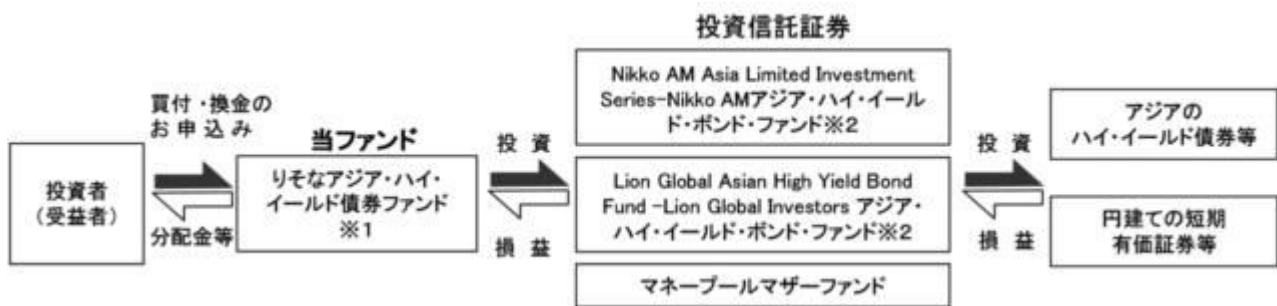 投資信託証券
買付・換金の
お申込み
当ファンド
投資者
(受益者)
分配金等
りそなアジア・ハイ・
イールド債券ファンド
※1
投 資
損 益
Nikko AM Asia Limited Investment
Series-Nikko AMアジア・ハイ・イール
ド・ボンド・ファンド※2
Lion Global Asian High Yield Bond
Fund -Lion Global Investors アジア・
ハイ・イールド・ボンド・ファンド※2
マネープールマザーファンド
投 資
損 益
アジアの
ハイ・イールド債券等
円建ての短期
有価証券等